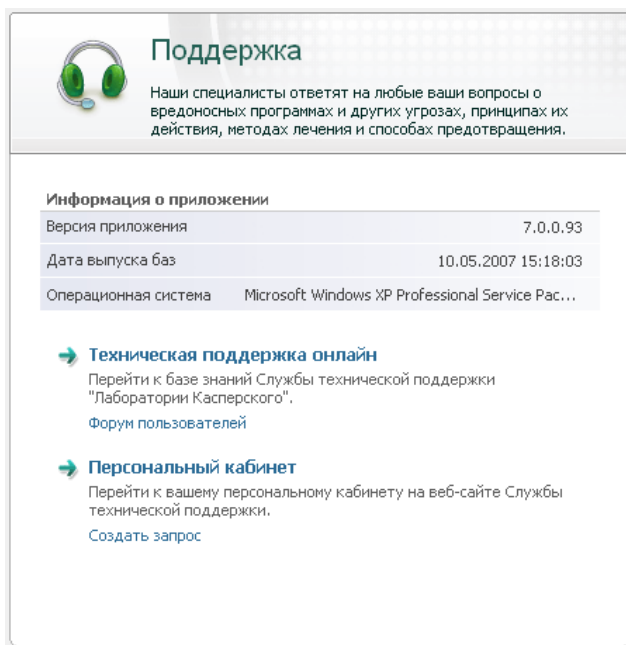 Поддержка
Наши специалисты ответят на любые ваши вопросы о
вредоносных программах и других угрозах, принципах их
действия, методах лечения и способах предотвращения.
Информация о приложении
Версия приложения 7.0.0.93
Дата выпуска баз 10.05.2007 15:18:03
Операционная система Microsoft Windows XP Professional Service Pac...
Техническая поддержка онлайн
Перейти к базе знаний Службы технической поддержки
"Лаборатории Касперского".
Форум пользователей
Персональный кабинет
Перейти к вашему персональному кабинету на веб-сайте Службы
технической поддержки.
Создать запрос